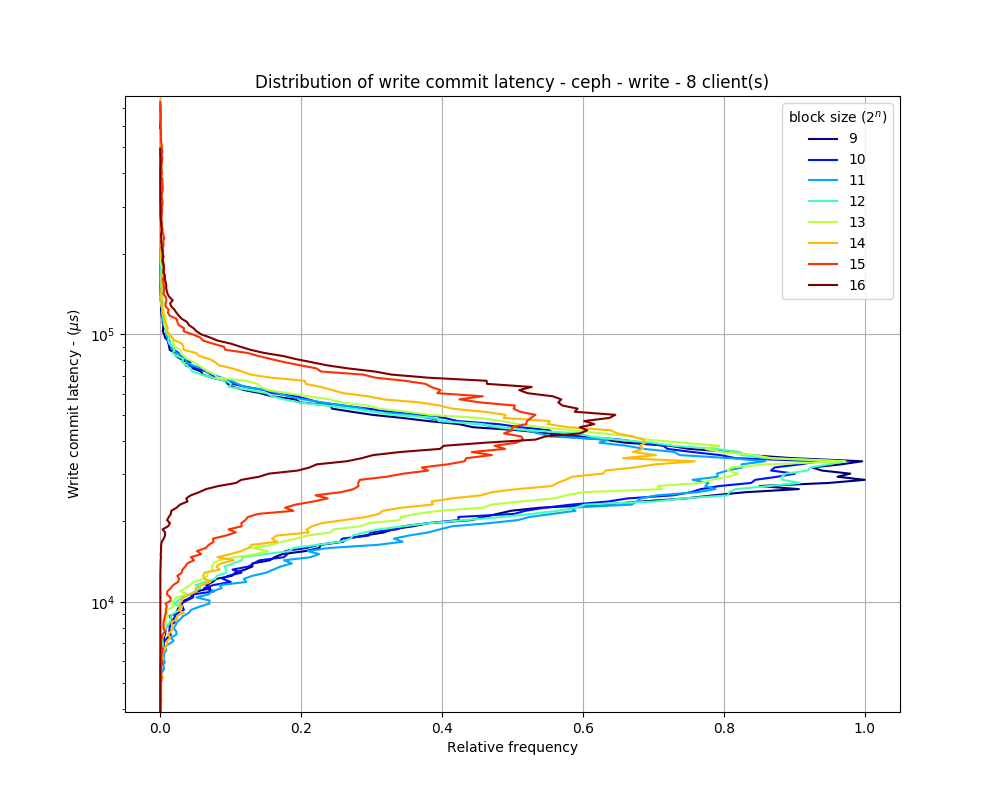 Distribution of write commit latency - ceph - write - 8 client(s)
block size (2ⁿ)
9
10
11
12
13
14
15
16
Write commit latency - (μs)
10⁵
10⁴
0.0 0.2 0.4 0.6 0.8 1.0
Relative frequency